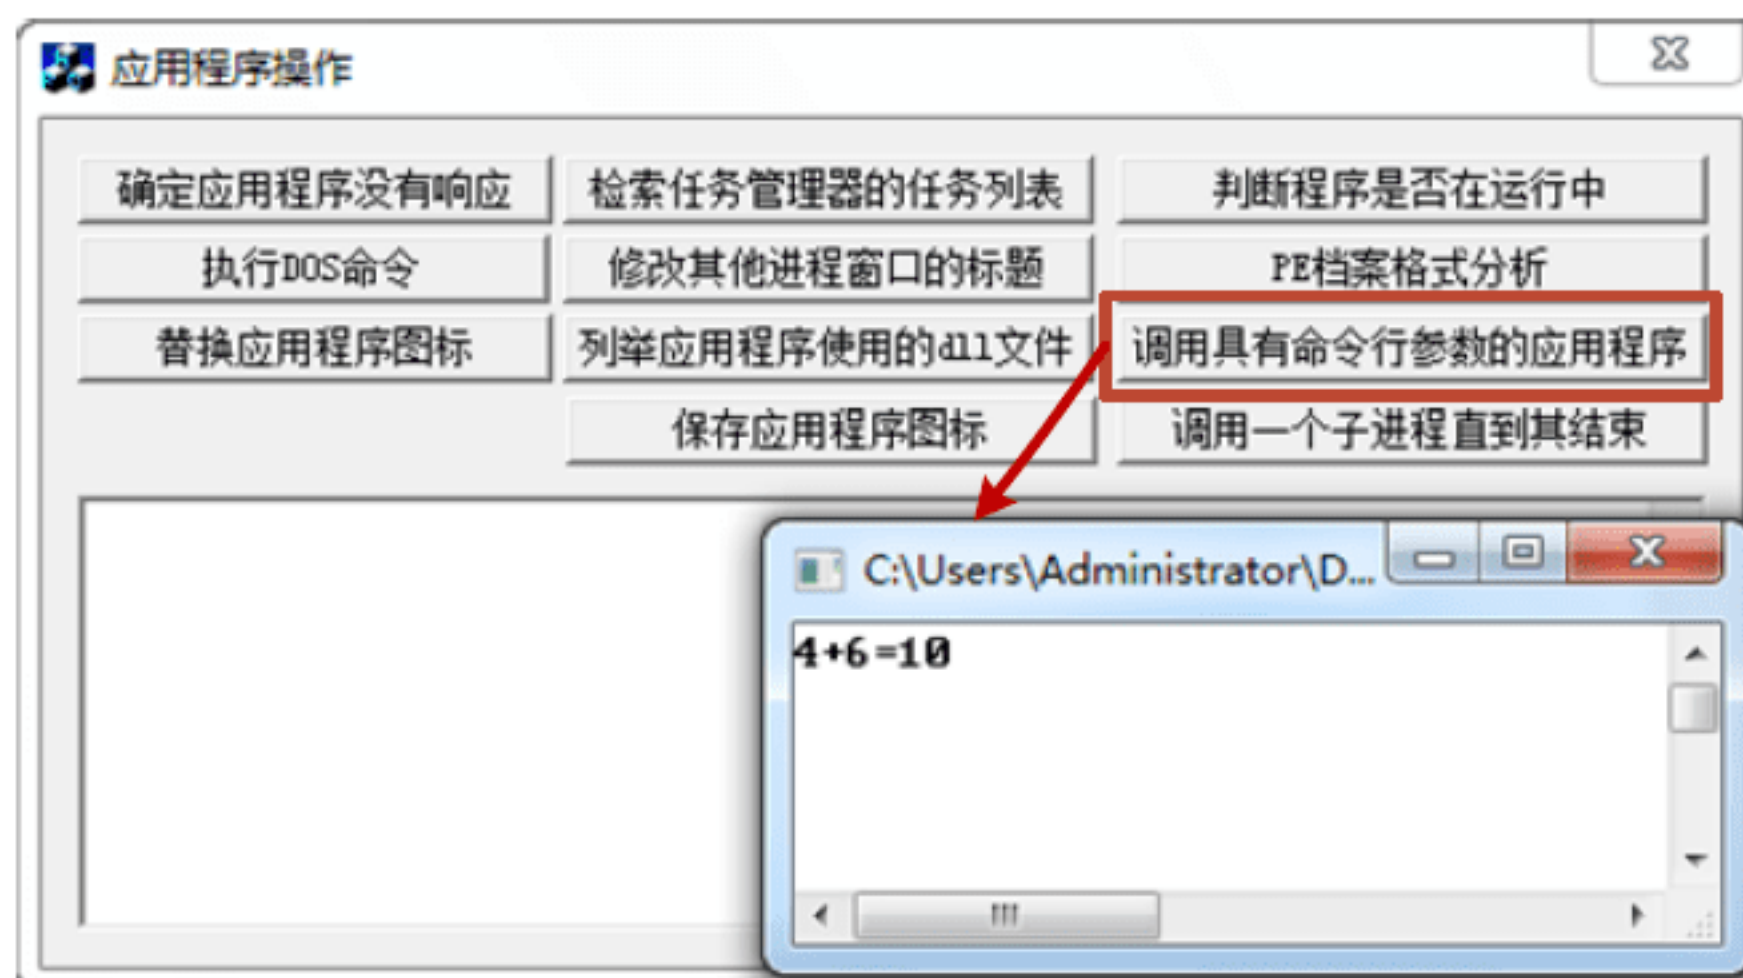 应用程序操作
确定应用程序没有响应 检索任务管理器的任务列表 判断程序是否在运行中
执行DOS命令 修改其他进程窗口的标题 PE档案格式分析
替换应用程序图标 列举应用程序使用的dll文件 调用具有命令行参数的应用程序
保存应用程序图标 调用一个子进程直到其结束
C:\Users\Administrator\D...
4+6=10